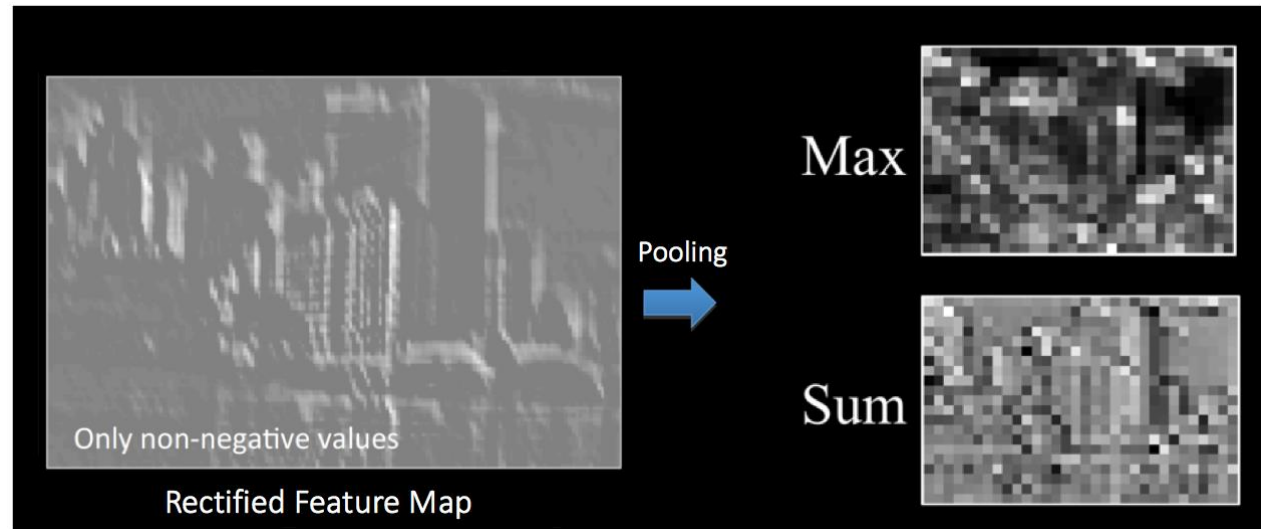 Only non-negative values
Rectified Feature Map
Pooling
Max
Sum